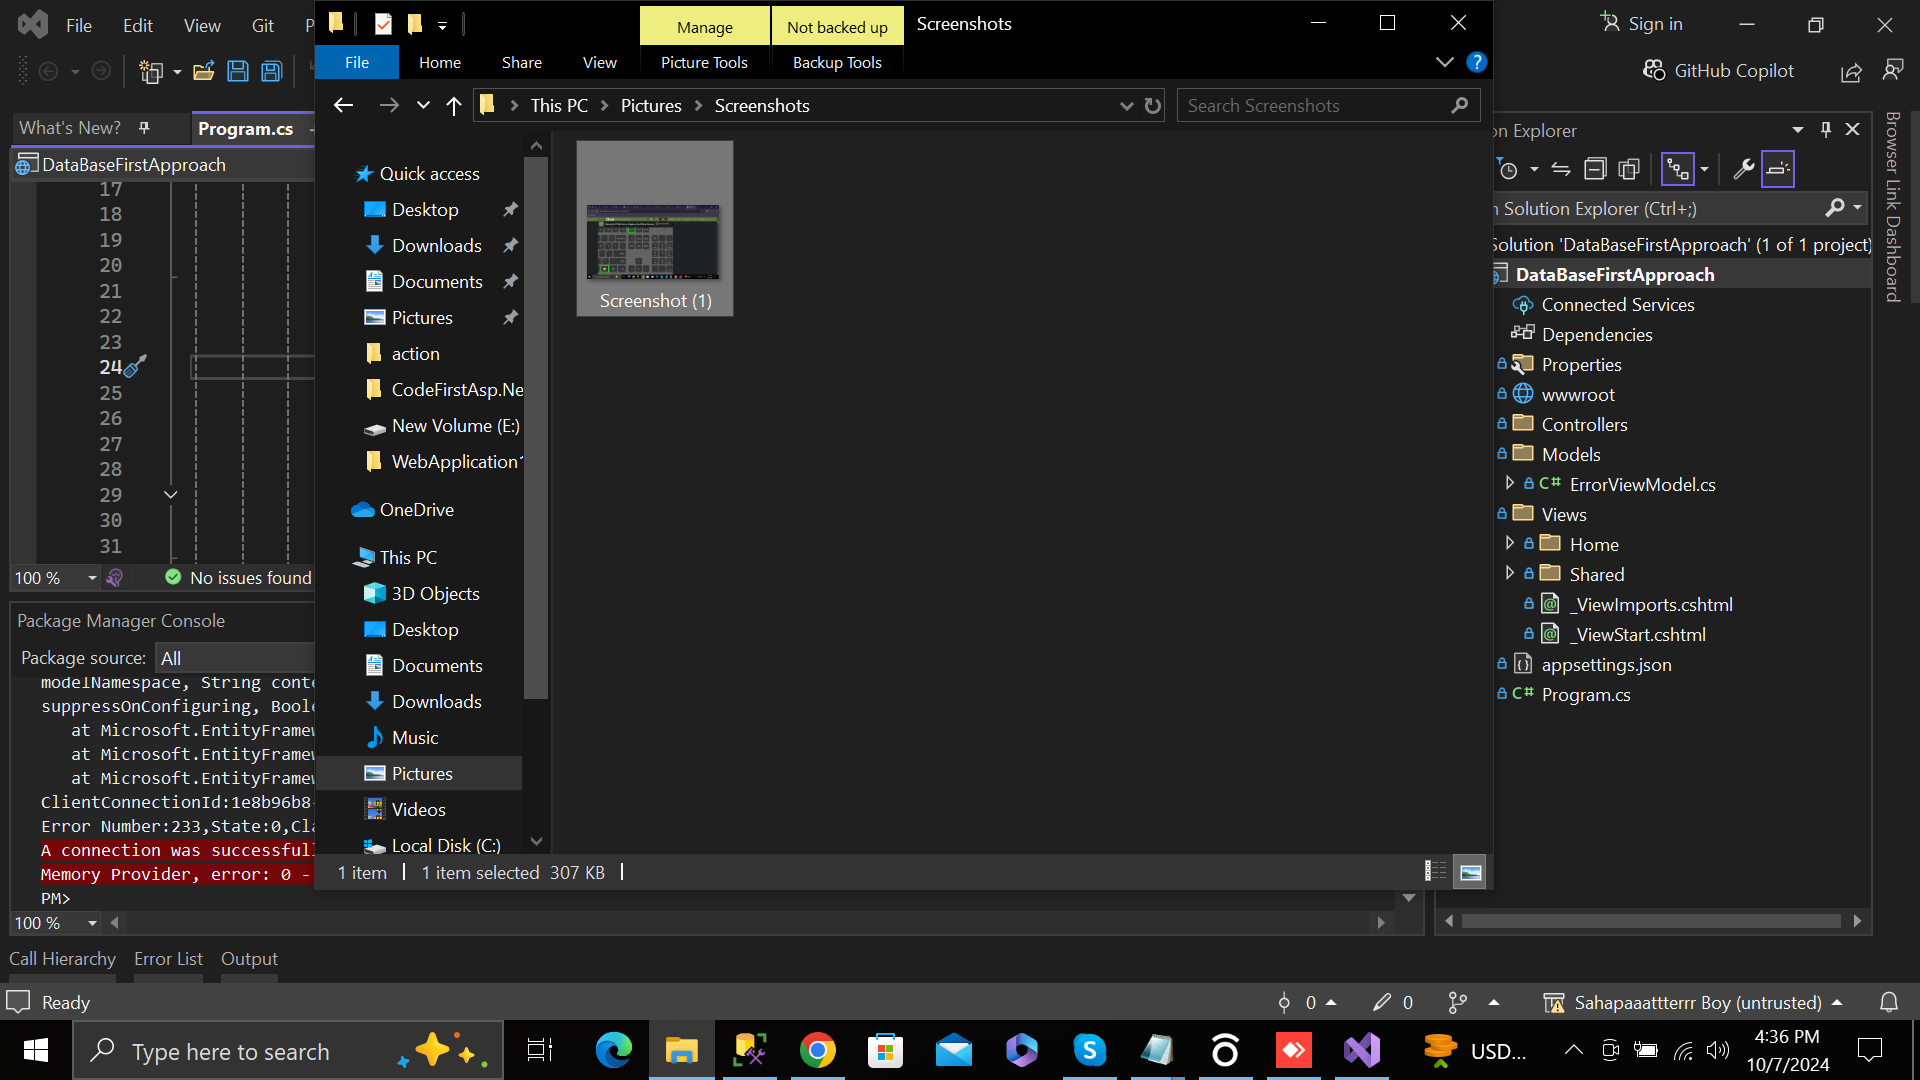 File Edit View Git P
Manage
Not backed up
Screenshots
Sign in
File Home Share View Picture Tools Backup Tools
GitHub Copilot
This PC Pictures Screenshots
Search Screenshots
What's New?
Program.cs
DataBaseFirstApproach
17
18
19
20
21
22
23
24
25
26
27
28
29
30
31
100 %
No issues found
Package Manager Console
Package source: All
modelNamespace, String conte
suppressOnConfiguring, Boole
at Microsoft.EntityFramew
at Microsoft.EntityFramew
at Microsoft.EntityFramew
ClientConnectionId:1e8b96b8-
Error Number:233,State:0,Cla
A connection was successfull
Memory Provider, error: 0 -
PM>
100 %
Quick access
Desktop
Downloads
Documents
Pictures
action
CodeFirstAsp.Ne
New Volume (E:)
WebApplication1
OneDrive
This PC
3D Objects
Desktop
Documents
Downloads
Music
Pictures
Videos
Local Disk (C:)
Screenshot (1)
1 item
1 item selected 307 KB
on Explorer
Solution Explorer (Ctrl+;)
Solution 'DataBaseFirstApproach' (1 of 1 project)
DataBaseFirstApproach
Connected Services
Dependencies
Properties
wwwroot
Controllers
Models
C# ErrorViewModel.cs
Views
Home
Shared
_ViewImports.cshtml
_ViewStart.cshtml
appsettings.json
C# Program.cs
Browser Link Dashboard
Call Hierarchy Error List Output
Ready
0
0
Sahapaaattterrr Boy (untrusted)
Type here to search
USD...
4:36 PM
10/7/2024